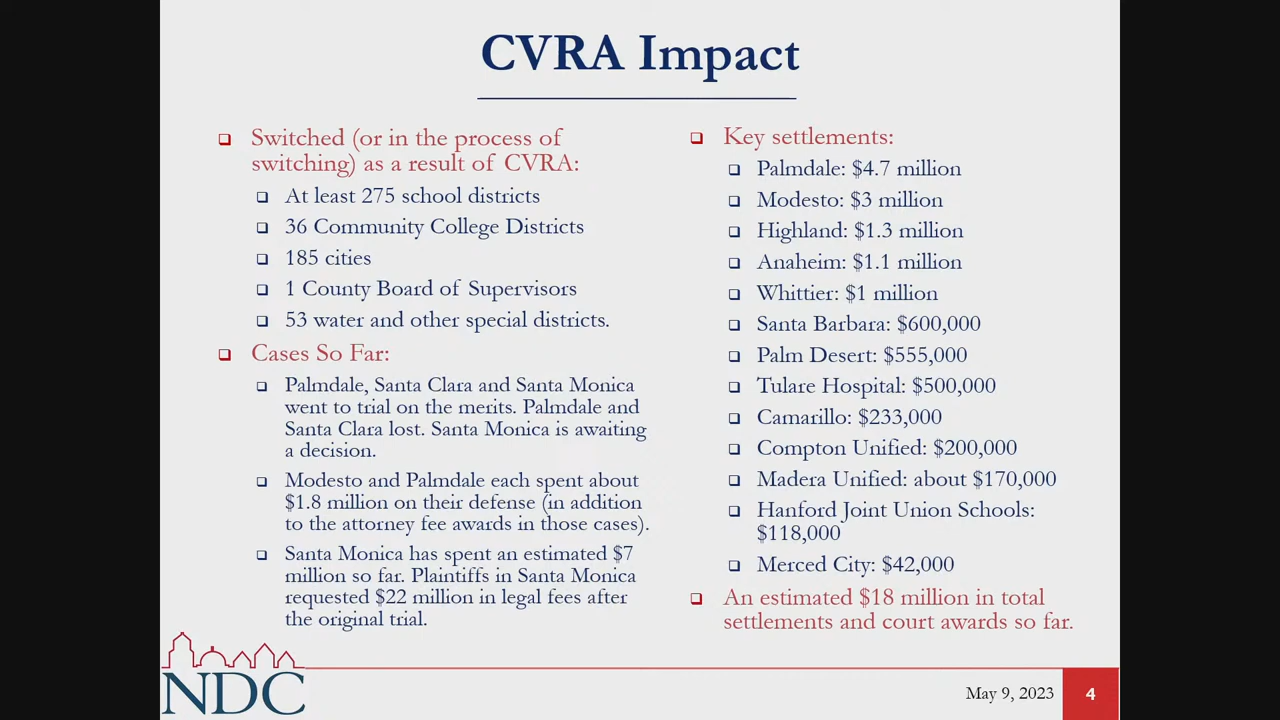 CVRA Impact
Switched (or in the process of
switching) as a result of CVRA:
At least 275 school districts
36 Community College Districts
185 cities
1 County Board of Supervisors
53 water and other special districts.
Cases So Far:
Palmdale, Santa Clara and Santa Monica
went to trial on the merits. Palmdale and
Santa Clara lost. Santa Monica is awaiting
a decision.
Modesto and Palmdale each spent about
$1.8 million on their defense (in addition
to the attorney fee awards in those cases).
Santa Monica has spent an estimated $7
million so far. Plaintiffs in Santa Monica
requested $22 million in legal fees after
the original trial.
Key settlements:
Palmdale: $4.7 million
Modesto: $3 million
Highland: $1.3 million
Anaheim: $1.1 million
Whittier: $1 million
Santa Barbara: $600,000
Palm Desert: $555,000
Tulare Hospital: $500,000
Camarillo: $233,000
Compton Unified: $200,000
Madera Unified: about $170,000
Hanford Joint Union Schools:
$118,000
Merced City: $42,000
An estimated $18 million in total
settlements and court awards so far.
NDC
May 9, 2023
4